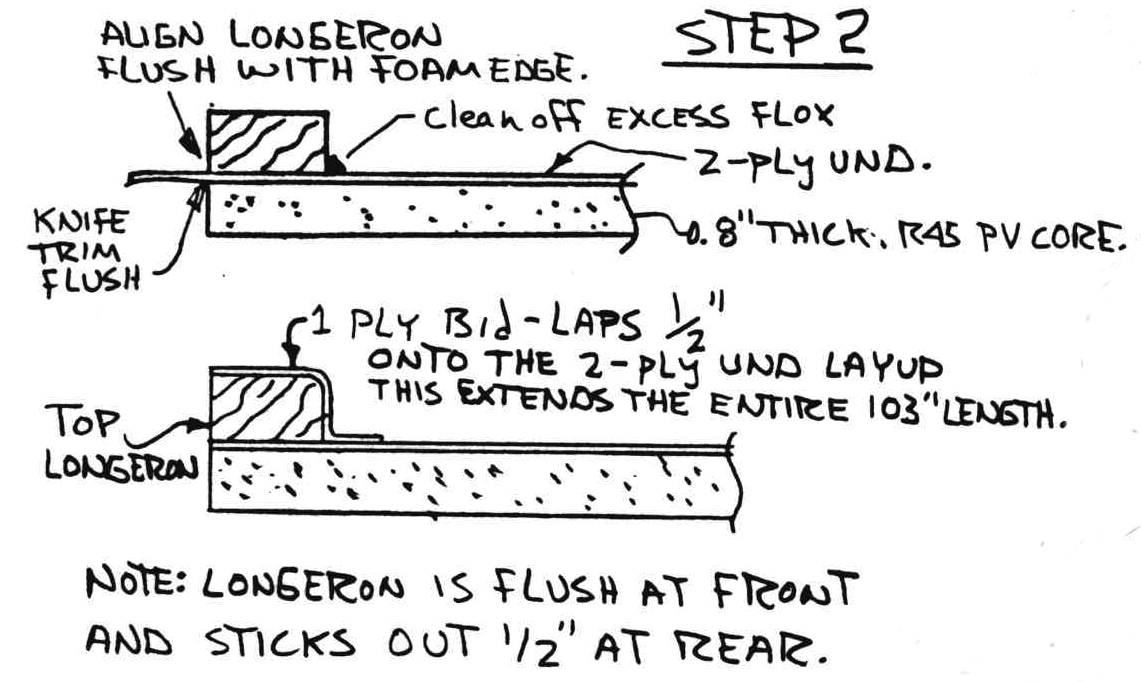 STEP 2
ALIGN LONGERON
FLUSH WITH FOAM EDGE.
Clean off EXCESS FLOX
2-Ply UND.
KNIFE
TRIM
FLUSH
0.8" THICK, R45 PV CORE.
1 PLY Bid-LAPS 1/2"
ONTO THE 2-Ply UND LAYUP
THIS EXTENDS THE ENTIRE 103" LENGTH.
TOP
LONGERON
NOTE: LONGERON IS FLUSH AT FRONT
AND STICKS OUT 1/2" AT REAR.